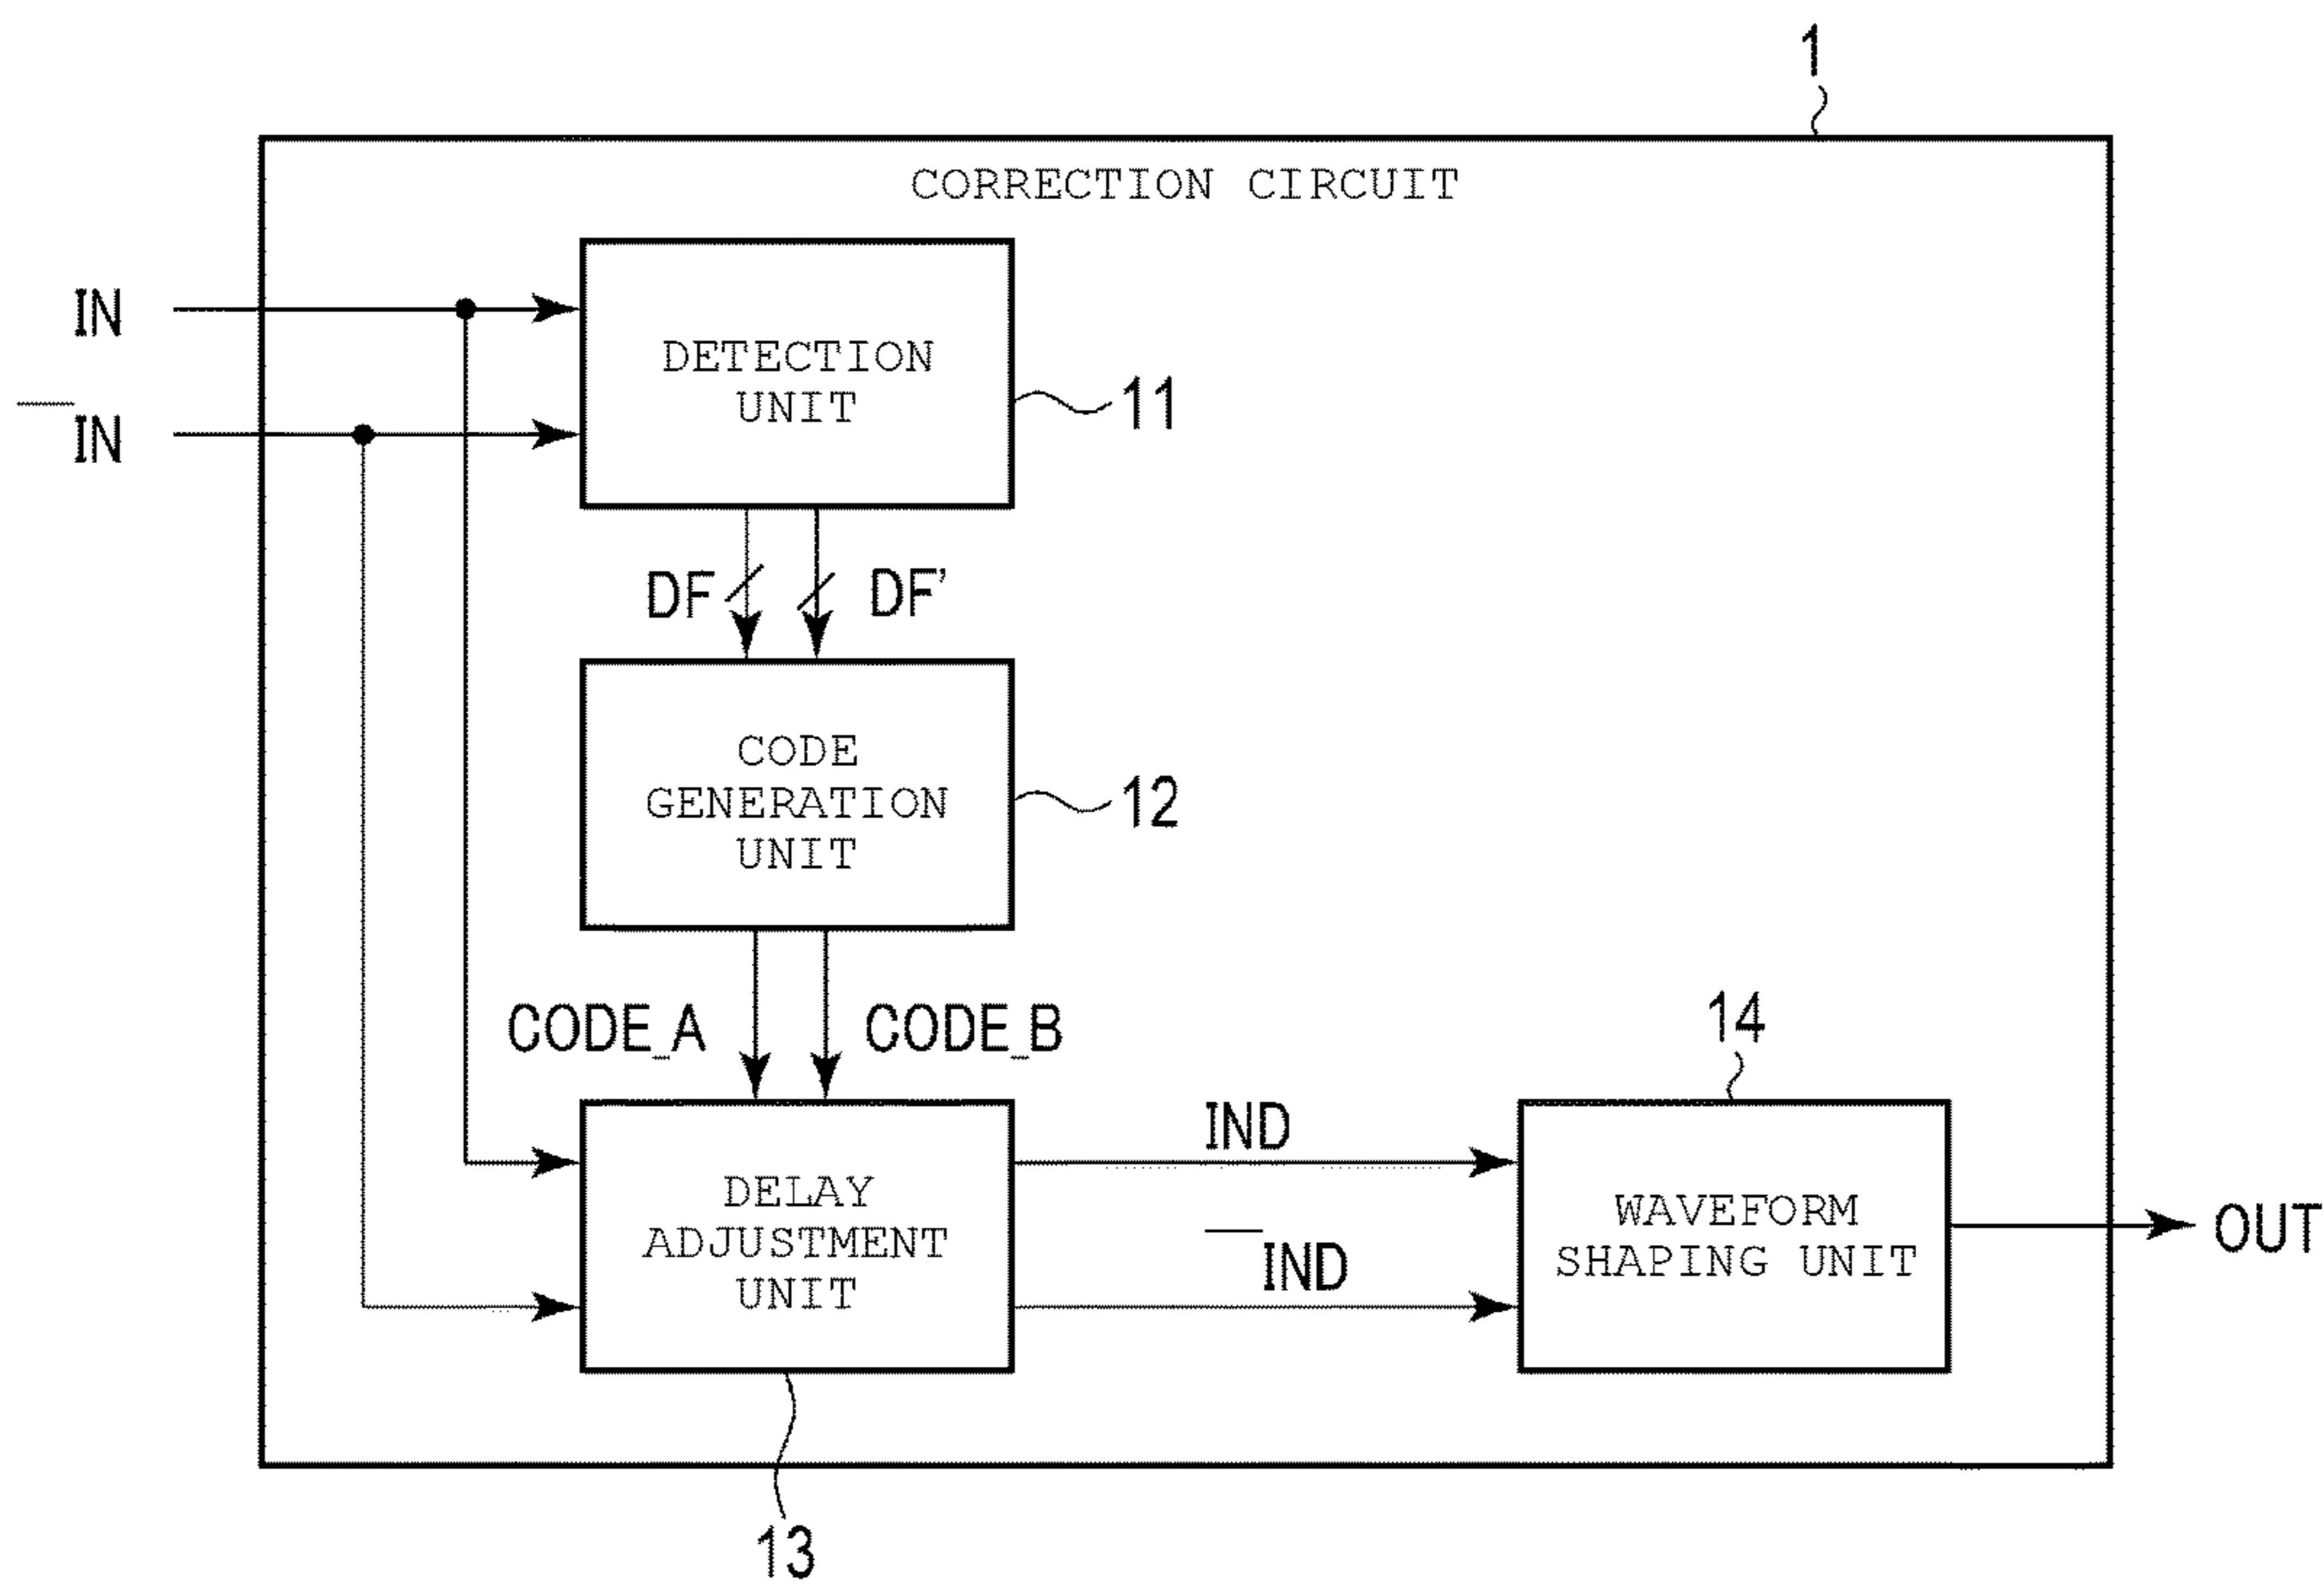 1
CORRECTION CIRCUIT
IN
DETECTION
UNIT
11
‾IN
DF
DF'
CODE
GENERATION
UNIT
12
CODE_A
CODE_B
14
IND
DELAY
ADJUSTMENT
UNIT
‾IND
WAVEFORM
SHAPING UNIT
OUT
13